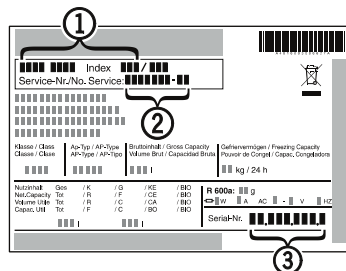 1
Index /
Service-Nr./No. Service: -
2
Klasse / Class
Classe / Clase
Ap-Typ / AP-Type
AP-Type / AP-Tipo
Bruttoinhalt / Gross Capacity
Volume Brut / Capacidad Bruta
Gefriervermögen / Freezing Capacity
Pouvoir de Congel / Capac, Congeladora
l
kg / 24 h
Nutzinhalt Ges / K / G / KE / BIO
Net.Capacity Tot / R / F / CE / BIO
Volume Utile Tot / R / C / CA / BIO
Capac, Util Tot / F / C / BO / BIO
l l
R 600a: g
W A AC - V HZ
Serial-Nr.
3